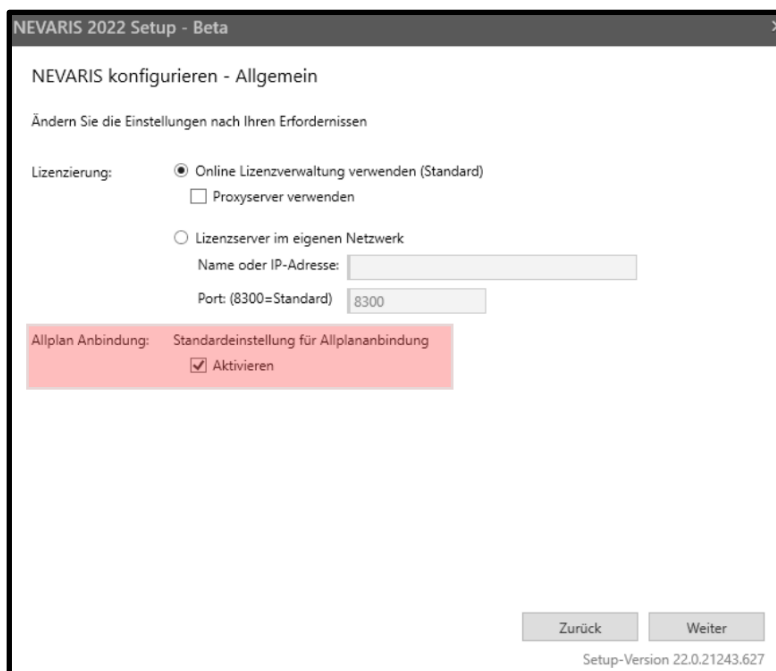 NEVARIS 2022 Setup - Beta
NEVARIS konfigurieren - Allgemein
Ändern Sie die Einstellungen nach Ihren Erfordernissen
Lizenzierung: Online Lizenzverwaltung verwenden (Standard)
Proxyserver verwenden
Lizenzserver im eigenen Netzwerk
Name oder IP-Adresse:
Port: (8300=Standard) 8300
Allplan Anbindung: Standardeinstellung für Allplananbindung
Aktivieren
Zurück Weiter
Setup-Version 22.0.21243.627